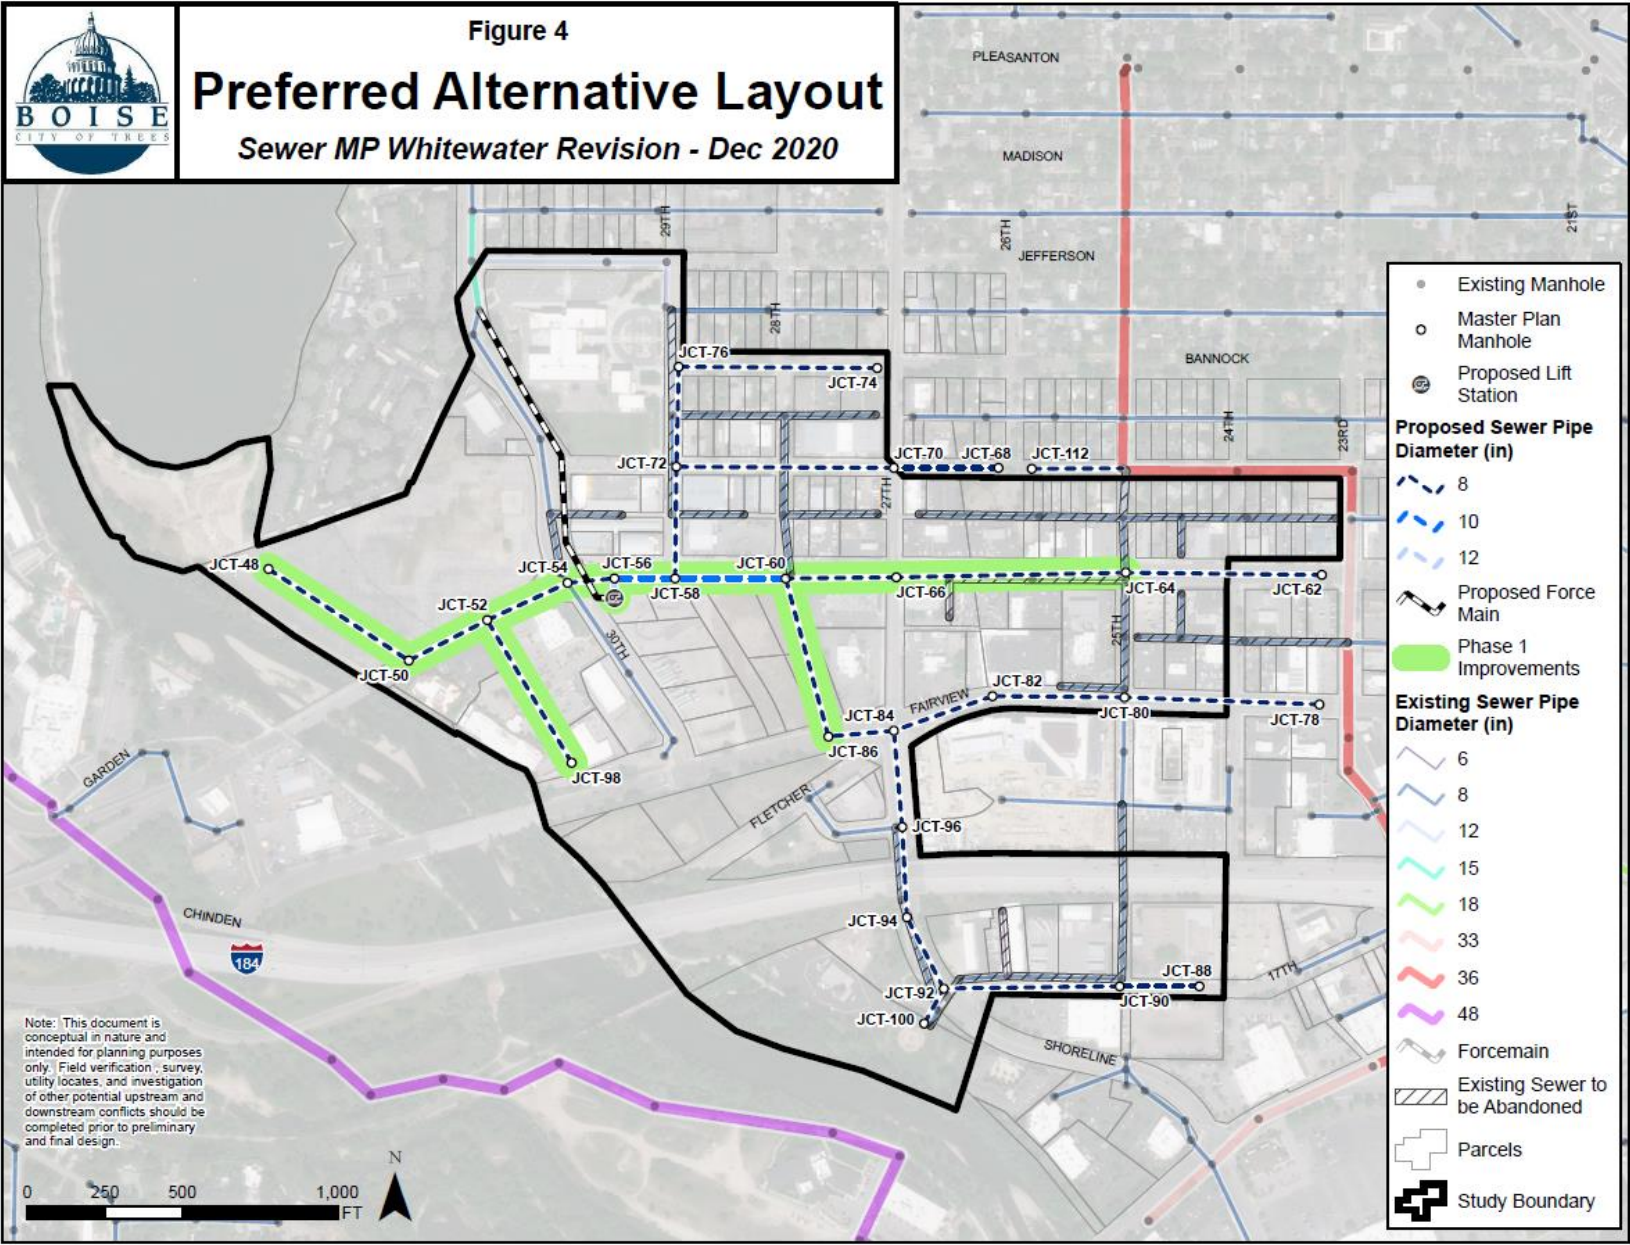 BOISE
CITY OF TREES
Figure 4
Preferred Alternative Layout
Sewer MP Whitewater Revision - Dec 2020
PLEASANTON
MADISON
29TH
26TH
21ST
JEFFERSON
28TH
BANNOCK
JCT-76
JCT-74
24TH
23RD
JCT-72
JCT-70
JCT-68
JCT-112
27TH
JCT-48
JCT-54
JCT-56
JCT-60
JCT-58
JCT-66
JCT-64
JCT-62
JCT-52
30TH
25TH
JCT-50
JCT-82
FAIRVIEW
JCT-84
JCT-80
JCT-78
JCT-86
JCT-98
GARDEN
FLETCHER
JCT-96
CHINDEN
184
JCT-94
JCT-88
17TH
JCT-92
JCT-90
JCT-100
SHORELINE
Existing Manhole
Master Plan
Manhole
Proposed Lift
Station
Proposed Sewer Pipe
Diameter (in)
8
10
12
Proposed Force
Main
Phase 1
Improvements
Existing Sewer Pipe
Diameter (in)
6
8
12
15
18
33
36
48
Forcemain
Existing Sewer to
be Abandoned
Parcels
Study Boundary
Note: This document is
conceptual in nature and
intended for planning purposes
only. Field verification, survey,
utility locates, and investigation
of other potential upstream and
downstream conflicts should be
completed prior to preliminary
and final design.
N
0 250 500 1,000
FT